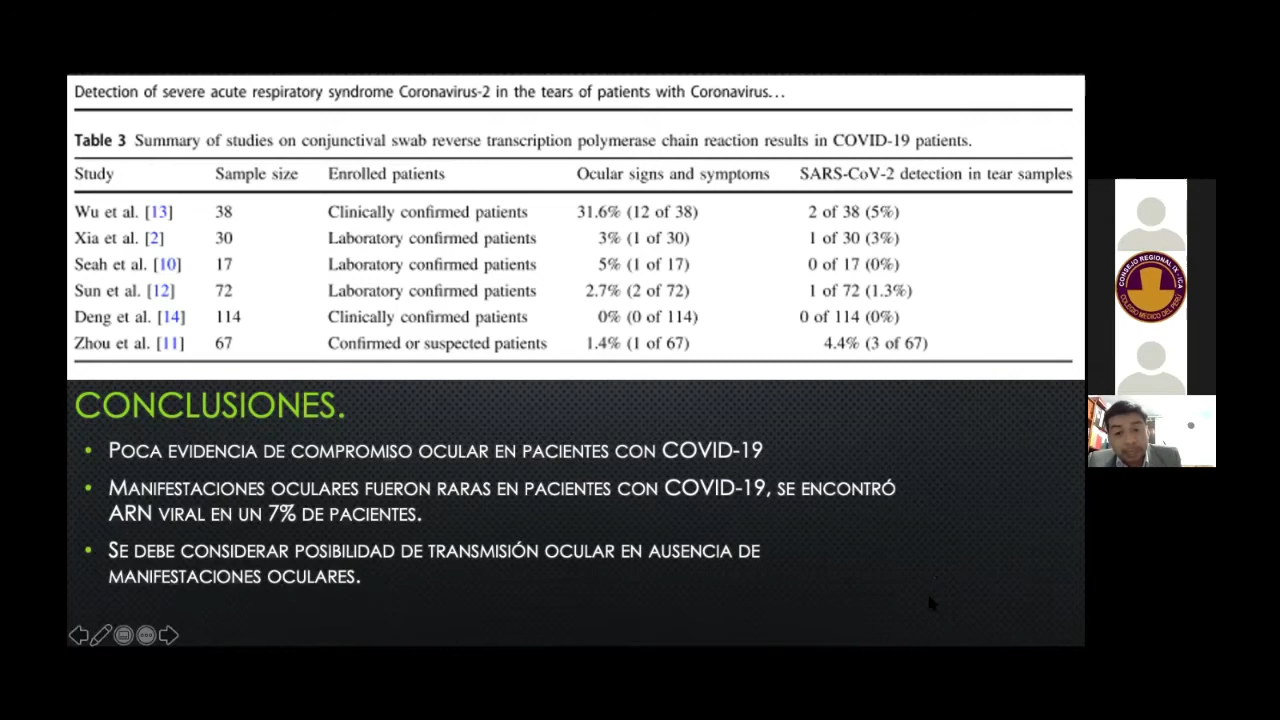 Detection of severe acute respiratory syndrome Coronavirus-2 in the tears of patients with Coronavirus...
Table 3 Summary of studies on conjunctival swab reverse transcription polymerase chain reaction results in COVID-19 patients.
Study Sample size Enrolled patients Ocular signs and symptoms SARS-CoV-2 detection in tear samples
Wu et al. [13] 38 Clinically confirmed patients 31.6% (12 of 38) 2 of 38 (5%)
Xia et al. [2] 30 Laboratory confirmed patients 3% (1 of 30) 1 of 30 (3%)
Seah et al. [10] 17 Laboratory confirmed patients 5% (1 of 17) 0 of 17 (0%)
Sun et al. [12] 72 Laboratory confirmed patients 2.7% (2 of 72) 1 of 72 (1.3%)
Deng et al. [14] 114 Clinically confirmed patients 0% (0 of 114) 0 of 114 (0%)
Zhou et al. [11] 67 Confirmed or suspected patients 1.4% (1 of 67) 4.4% (3 of 67)
CONCLUSIONES.
• POCA EVIDENCIA DE COMPROMISO OCULAR EN PACIENTES CON COVID-19
• MANIFESTACIONES OCULARES FUERON RARAS EN PACIENTES CON COVID-19, SE ENCONTRÓ
ARN VIRAL EN UN 7% DE PACIENTES.
• SE DEBE CONSIDERAR POSIBILIDAD DE TRANSMISIÓN OCULAR EN AUSENCIA DE
MANIFESTACIONES OCULARES.
CONSEJO REGIONAL IX - ICA
COLEGIO MÉDICO DEL PERÚ